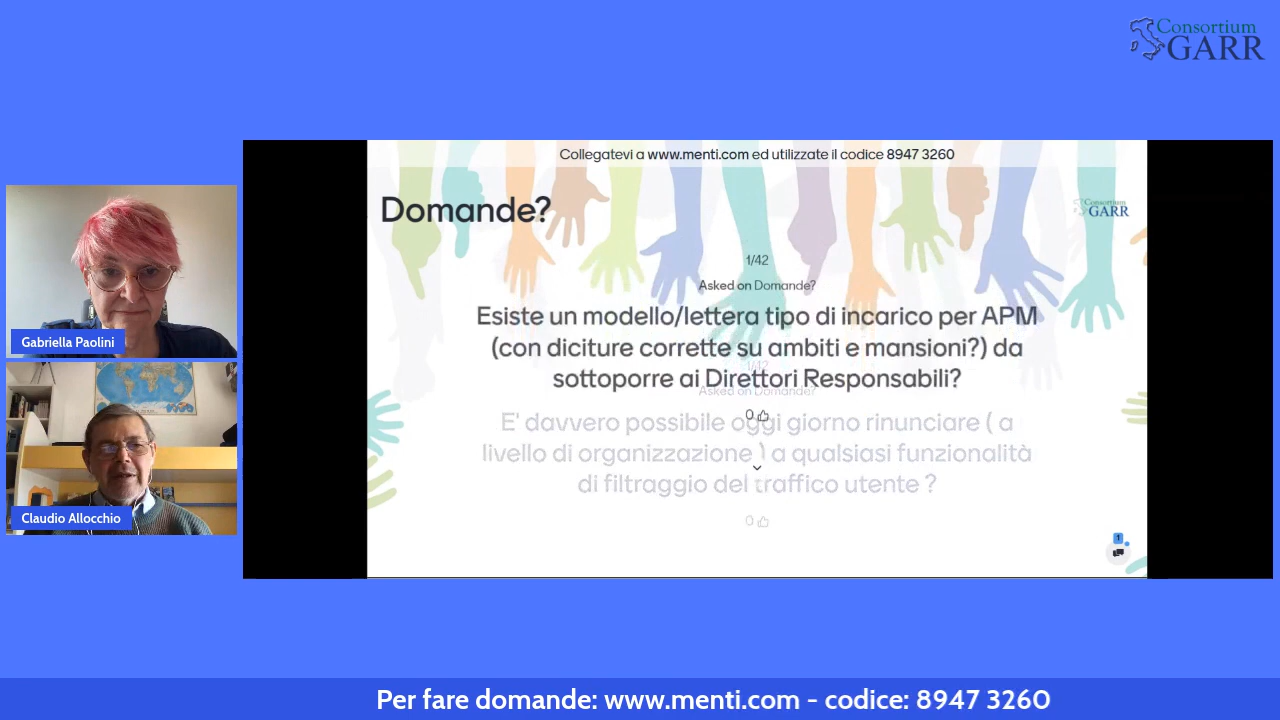 Consortium
GARR
Collegatevi a www.menti.com ed utilizzate il codice 8947 3260
Domande?
Consortium
GARR
1/42
Asked on Domande?
Esiste un modello/lettera tipo di incarico per APM
(con diciture corrette su ambiti e mansioni?) da
sottoporre ai Direttori Responsabili?
0
1/42
Asked on Domande?
E' davvero possibile oggi giorno rinunciare ( a
livello di organizzazione ) a qualsiasi funzionalità
di filtraggio del traffico utente ?
0
1
Gabriella Paolini
Claudio Allocchio
Per fare domande: www.menti.com - codice: 8947 3260